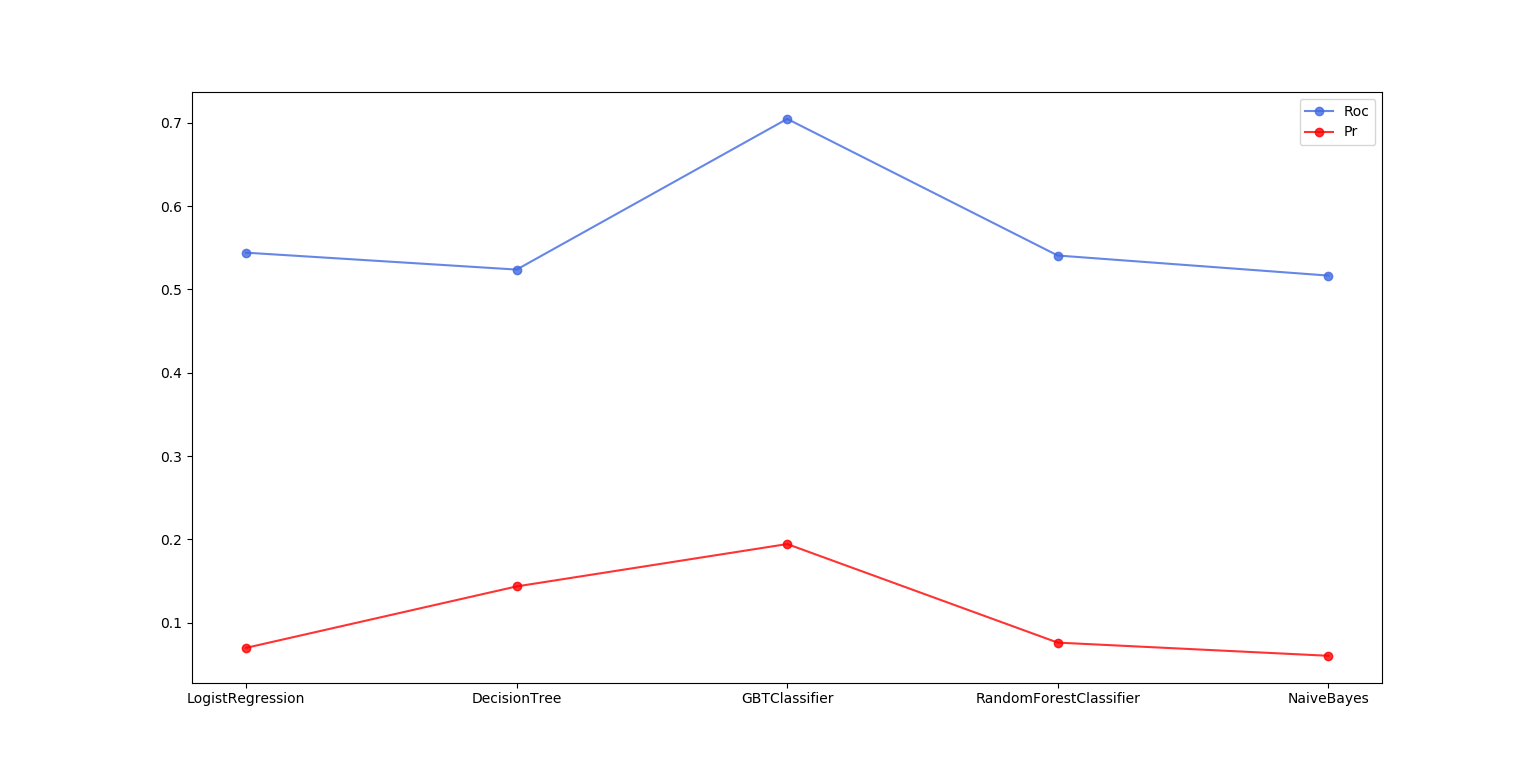 Roc
Pr
0.7
0.6
0.5
0.4
0.3
0.2
0.1
LogistRegression DecisionTree GBTClassifier RandomForestClassifier NaiveBayes